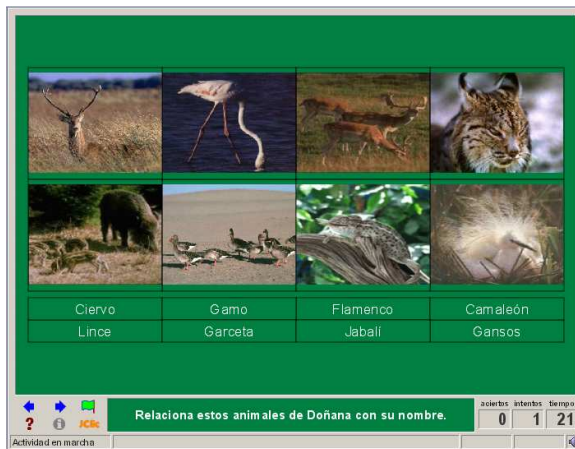 Ciervo Gamo Flamenco Camaleón
Lince Garceta Jabalí Gansos
Relaciona estos animales de Doñana con su nombre.
aciertos intentos tiempo
0 1 21
? i JClic
Actividad en marcha